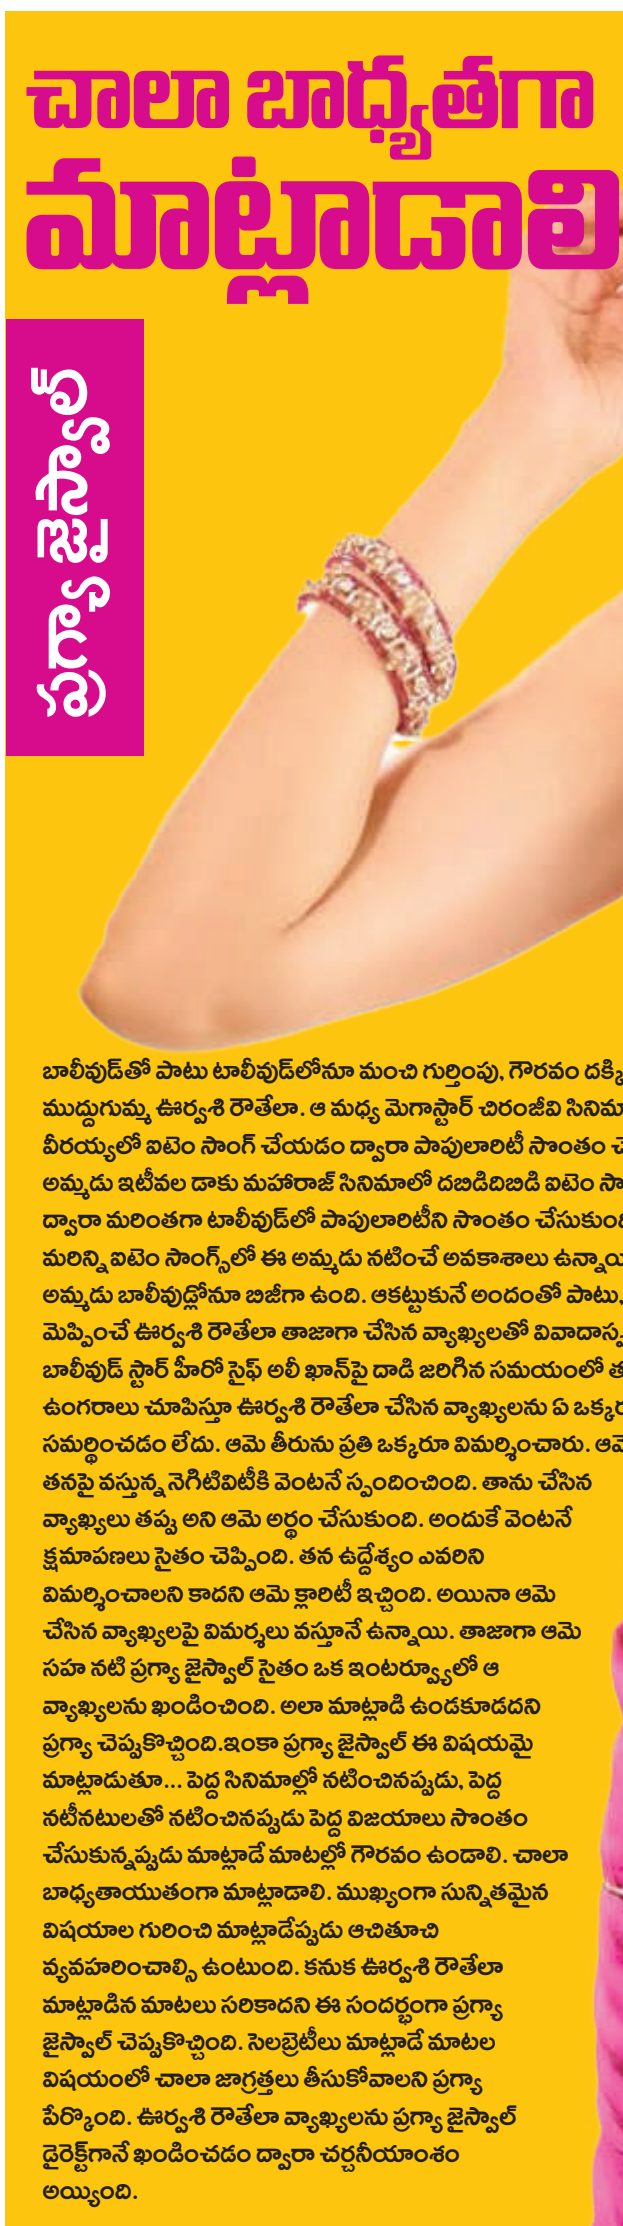 చాలా బాధ్యతగా
మాట్లాడాలి
ప్రగ్యా జైస్వాల్
బాలీవుడ్‌తో పాటు టాలీవుడ్‌లోనూ మంచి గుర్తింపు, గౌరవం
ముద్దుగుమ్మ ఊర్వశి రౌతేలా. ఆ మధ్య మెగాస్టార్ చిరంజీవి
వీరయ్యలో ఐటెం సాంగ్ చేయడం ద్వారా పాపులారిటీ సొంతం
అమ్మడు ఇటీవల డాకు మహారాజ్ సినిమాలో దబిడిదిబిడి ఐటెం
ద్వారా మరింతగా టాలీవుడ్‌లో పాపులారిటీని సొంతం
మరిన్ని ఐటెం సాంగ్స్‌లో ఈ అమ్మడు నటించే అవకాశాలు
అమ్మడు బాలీవుడ్లోనూ బిజీగా ఉంది. ఆకట్టుకునే అందంతో పాటు,
మెప్పించే ఊర్వశి రౌతేలా తాజాగా చేసిన వ్యాఖ్యలతో
బాలీవుడ్ స్టార్ హీరో సైఫ్ అలీ ఖాన్‌పై దాడి జరిగిన సమయంలో
ఉంగరాలు చూపిస్తూ ఊర్వశి రౌతేలా చేసిన వ్యాఖ్యలను ఏ
సమర్థించడం లేదు. ఆమె తీరును ప్రతి ఒక్కరూ విమర్శించారు.
తనపై వస్తున్న నెగిటివిటీకి వెంటనే స్పందించింది. తాను చేసిన
వ్యాఖ్యలు తప్పు అని ఆమె అర్థం చేసుకుంది. అందుకే వెంటనే
క్షమాపణలు సైతం చెప్పింది. తన ఉద్దేశ్యం ఎవరిని
విమర్శించాలని కాదని ఆమె క్లారిటీ ఇచ్చింది. అయినా ఆమె
చేసిన వ్యాఖ్యలపై విమర్శలు వస్తూనే ఉన్నాయి. తాజాగా ఆమె
సహ నటి ప్రగ్యా జైస్వాల్ సైతం ఒక ఇంటర్వ్యూలో ఆ
వ్యాఖ్యలను ఖండించింది. అలా మాట్లాడి ఉండకూడదని
ప్రగ్యా చెప్పుకొచ్చింది.ఇంకా ప్రగ్యా జైస్వాల్ ఈ విషయమై
మాట్లాడుతూ... పెద్ద సినిమాల్లో నటించినప్పుడు, పెద్ద
నటీనటులతో నటించినప్పుడు పెద్ద విజయాలు సొంతం
చేసుకున్నప్పుడు మాట్లాడే మాటల్లో గౌరవం ఉండాలి. చాలా
బాధ్యతాయుతంగా మాట్లాడాలి. ముఖ్యంగా సున్నితమైన
విషయాల గురించి మాట్లాడేప్పుడు ఆచితూచి
వ్యవహరించాల్సి ఉంటుంది. కనుక ఊర్వశి రౌతేలా
మాట్లాడిన మాటలు సరికాదని ఈ సందర్భంగా ప్రగ్యా
జైస్వాల్ చెప్పుకొచ్చింది. సెలబ్రెటీలు మాట్లాడే మాటల
విషయంలో చాలా జాగ్రత్తలు తీసుకోవాలని ప్రగ్యా
పేర్కొంది. ఊర్వశి రౌతేలా వ్యాఖ్యలను ప్రగ్యా జైస్వాల్
డైరెక్ట్‌గానే ఖండించడం ద్వారా చర్చనీయాంశం
అయ్యింది.